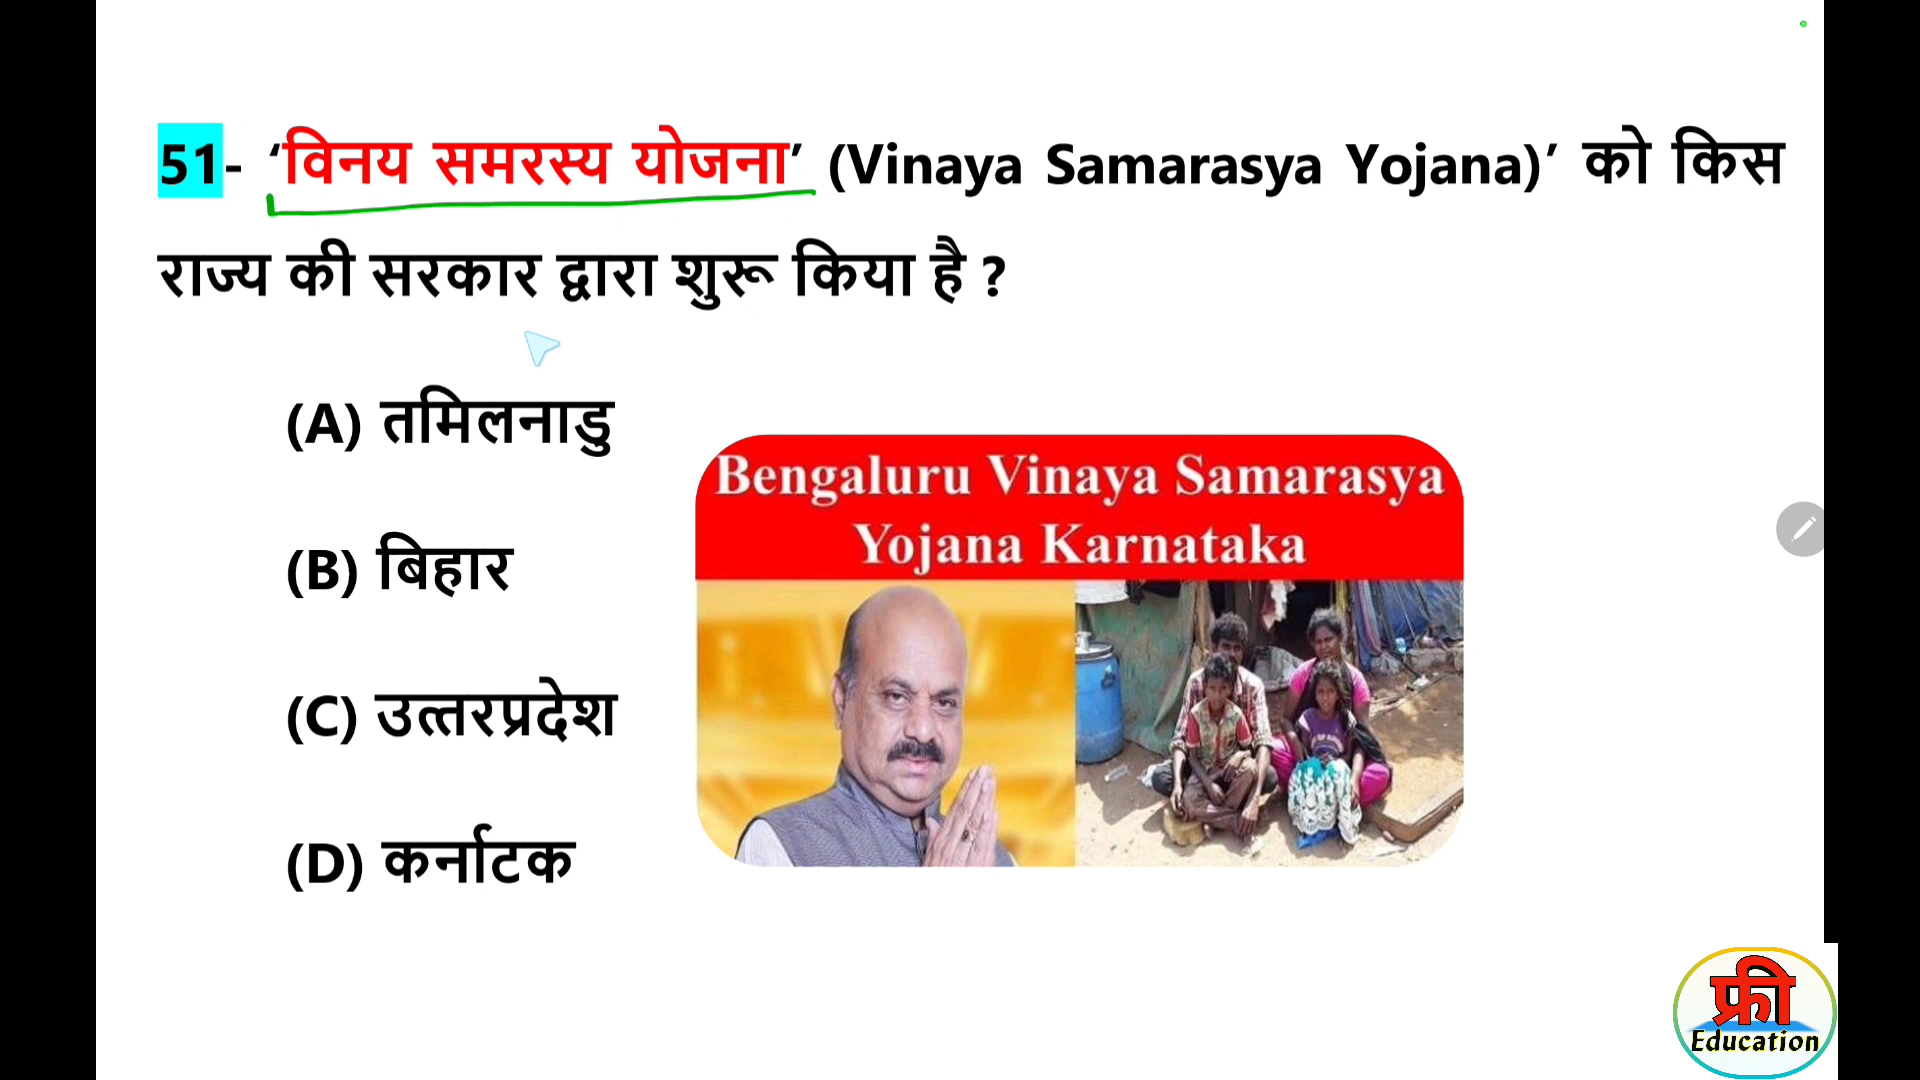 51- ‘विनय समरस्य योजना’ (Vinaya Samarasya Yojana)’ को किस
राज्य की सरकार द्वारा शुरू किया है ?
(A) तमिलनाडु
(B) बिहार
(C) उत्तरप्रदेश
(D) कर्नाटक
Bengaluru Vinaya Samarasya
Yojana Karnataka
फ्री
Education